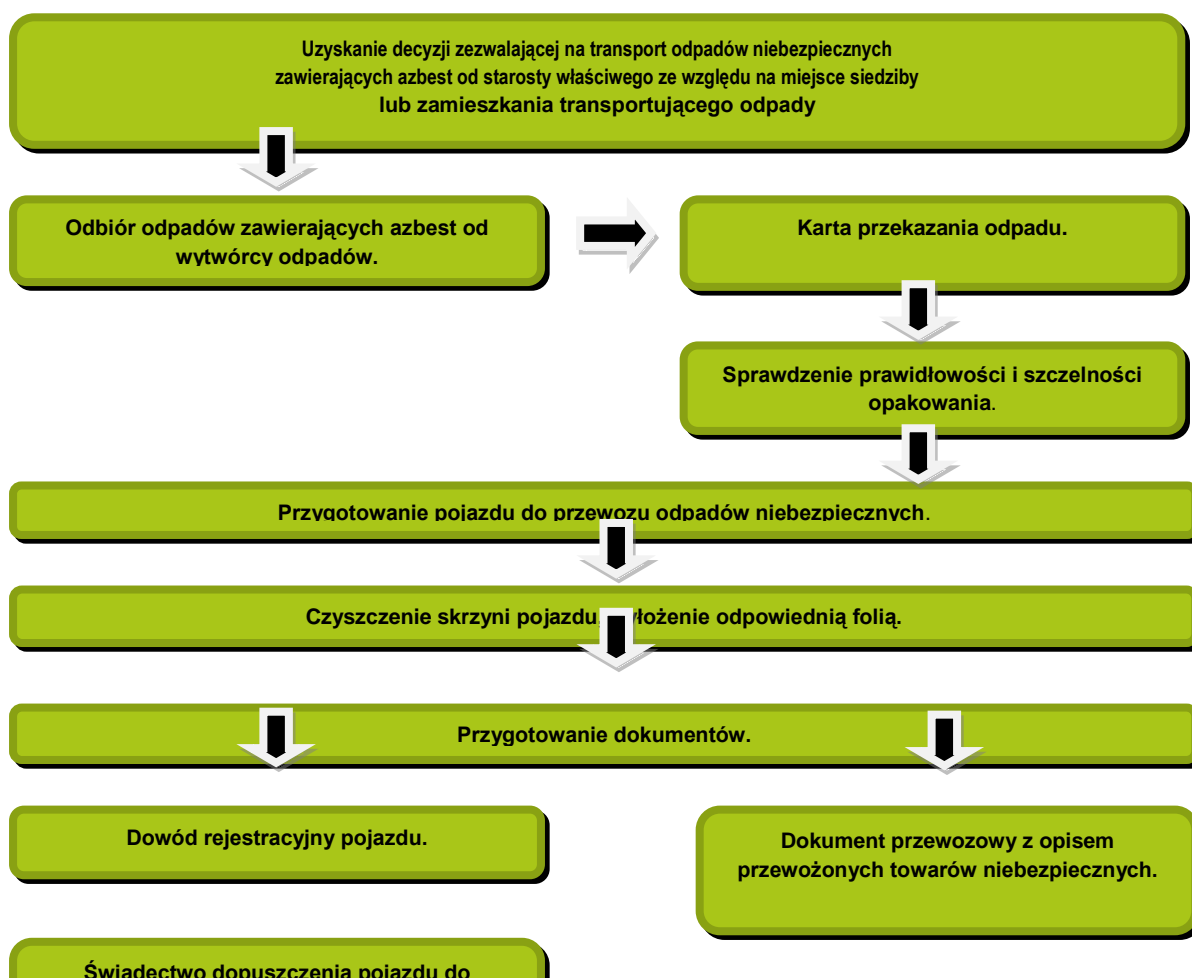 Uzyskanie decyzji zezwalającej na transport odpadów niebezpiecznych
zawierających azbest od starosty właściwego ze względu na miejsce siedziby
lub zamieszkania transportującego odpady
Odbiór odpadów zawierających azbest od
wytwórcy odpadów.
Karta przekazania odpadu.
Sprawdzenie prawidłowości i szczelności
opakowania.
Przygotowanie pojazdu do przewozu odpadów niebezpiecznych.
Czyszczenie skrzyni pojazdu, wyłożenie odpowiednią folią.
Przygotowanie dokumentów.
Dowód rejestracyjny pojazdu.
Dokument przewozowy z opisem
przewożonych towarów niebezpiecznych.
Świadectwo dopuszczenia pojazdu do